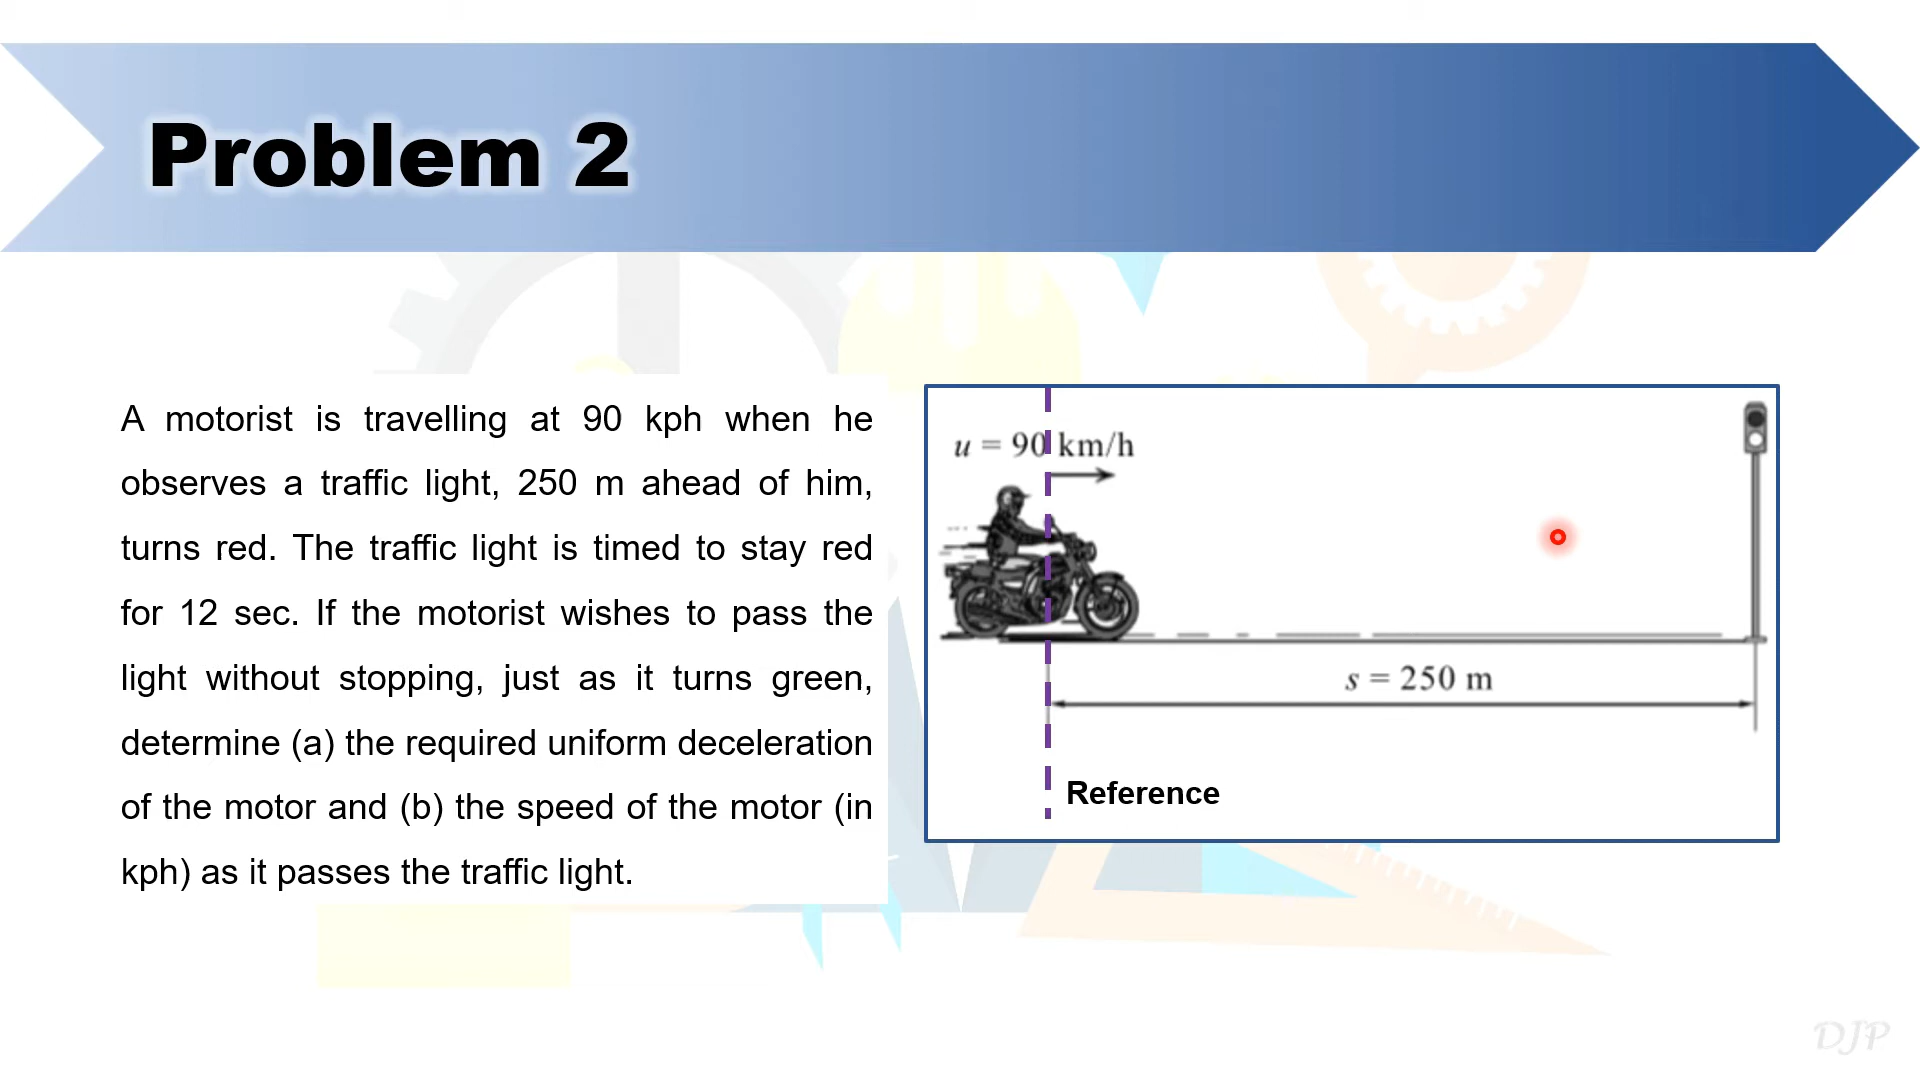 Problem 2
A motorist is travelling at 90 kph when he
observes a traffic light, 250 m ahead of him,
turns red. The traffic light is timed to stay red
for 12 sec. If the motorist wishes to pass the
light without stopping, just as it turns green,
determine (a) the required uniform deceleration
of the motor and (b) the speed of the motor (in
kph) as it passes the traffic light.
u = 90 km/h
s = 250 m
Reference
DJP